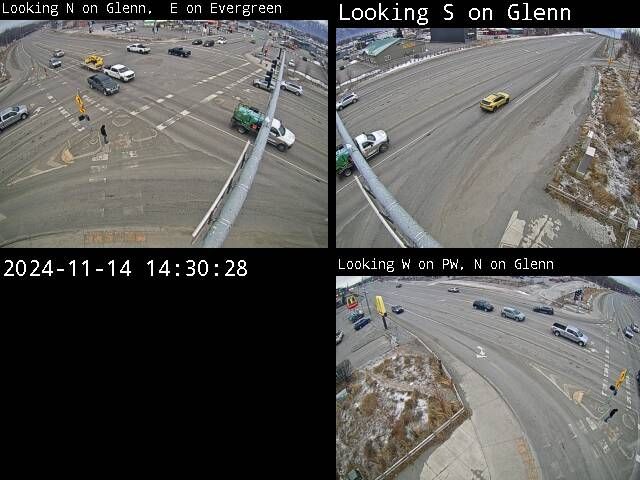 Looking N on Glenn,  E on Evergreen
Looking S on Glenn
2024-11-14 14:30:28
Looking W on PW, N on Glenn